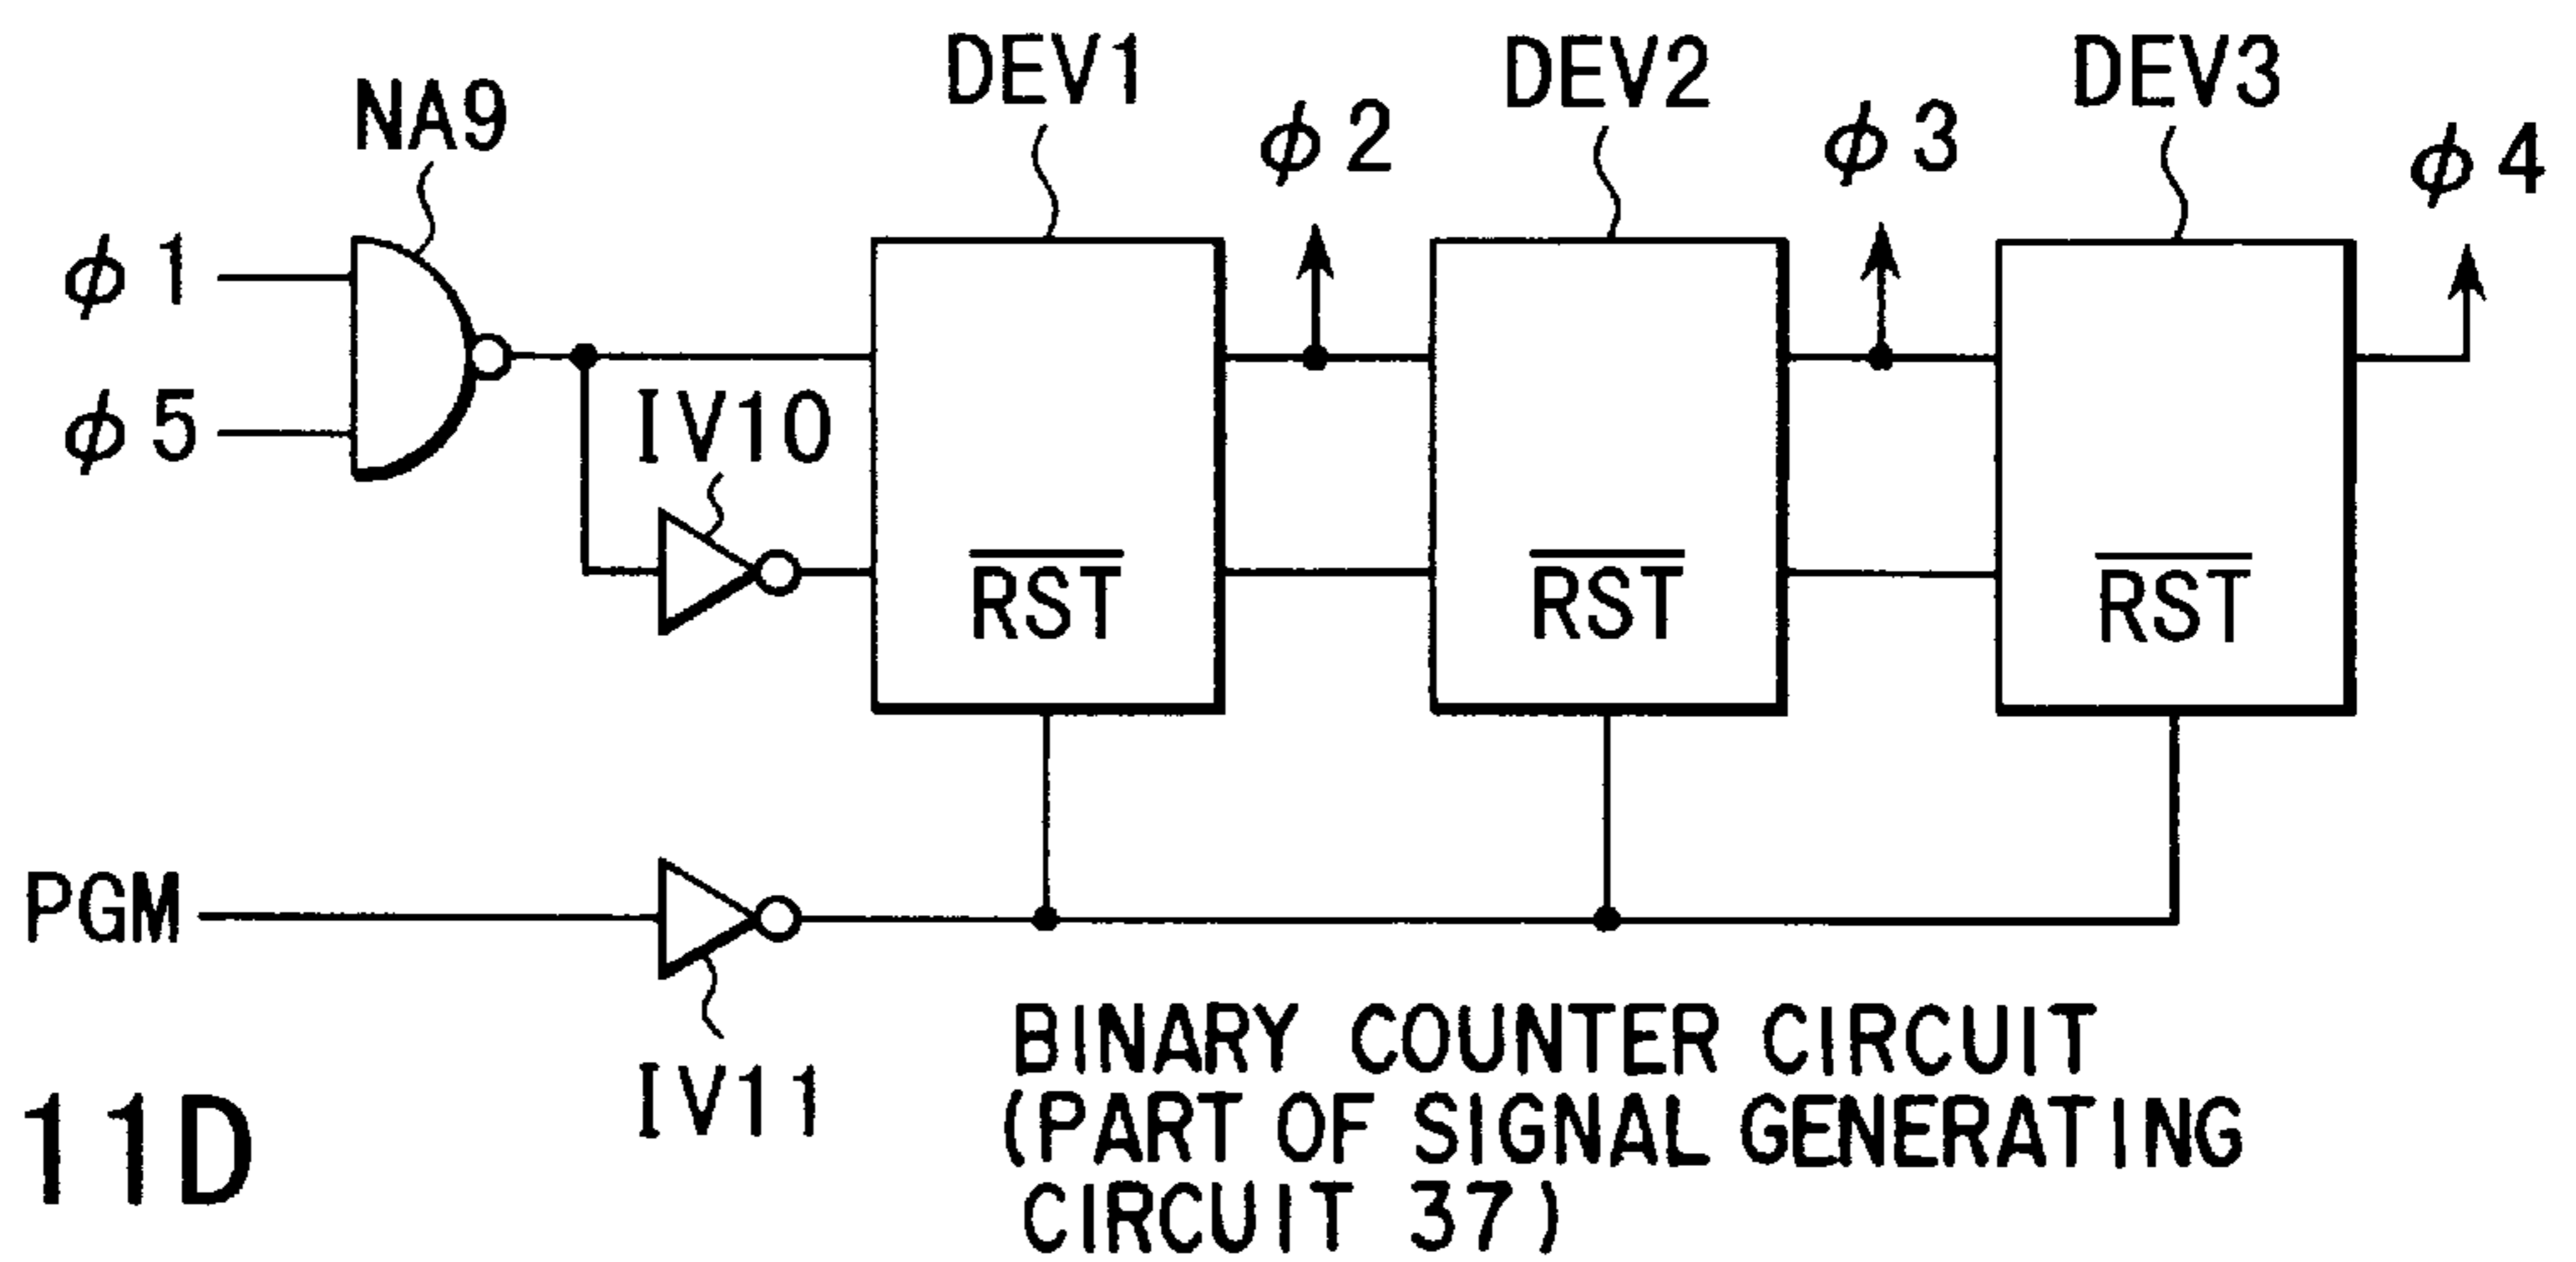 NA9
DEV1
DEV2
DEV3
ϕ2
ϕ3
ϕ4
ϕ1
ϕ5
IV10
RST
RST
RST
PGM
IV11
11D
BINARY COUNTER CIRCUIT
(PART OF SIGNAL GENERATING
CIRCUIT 37)